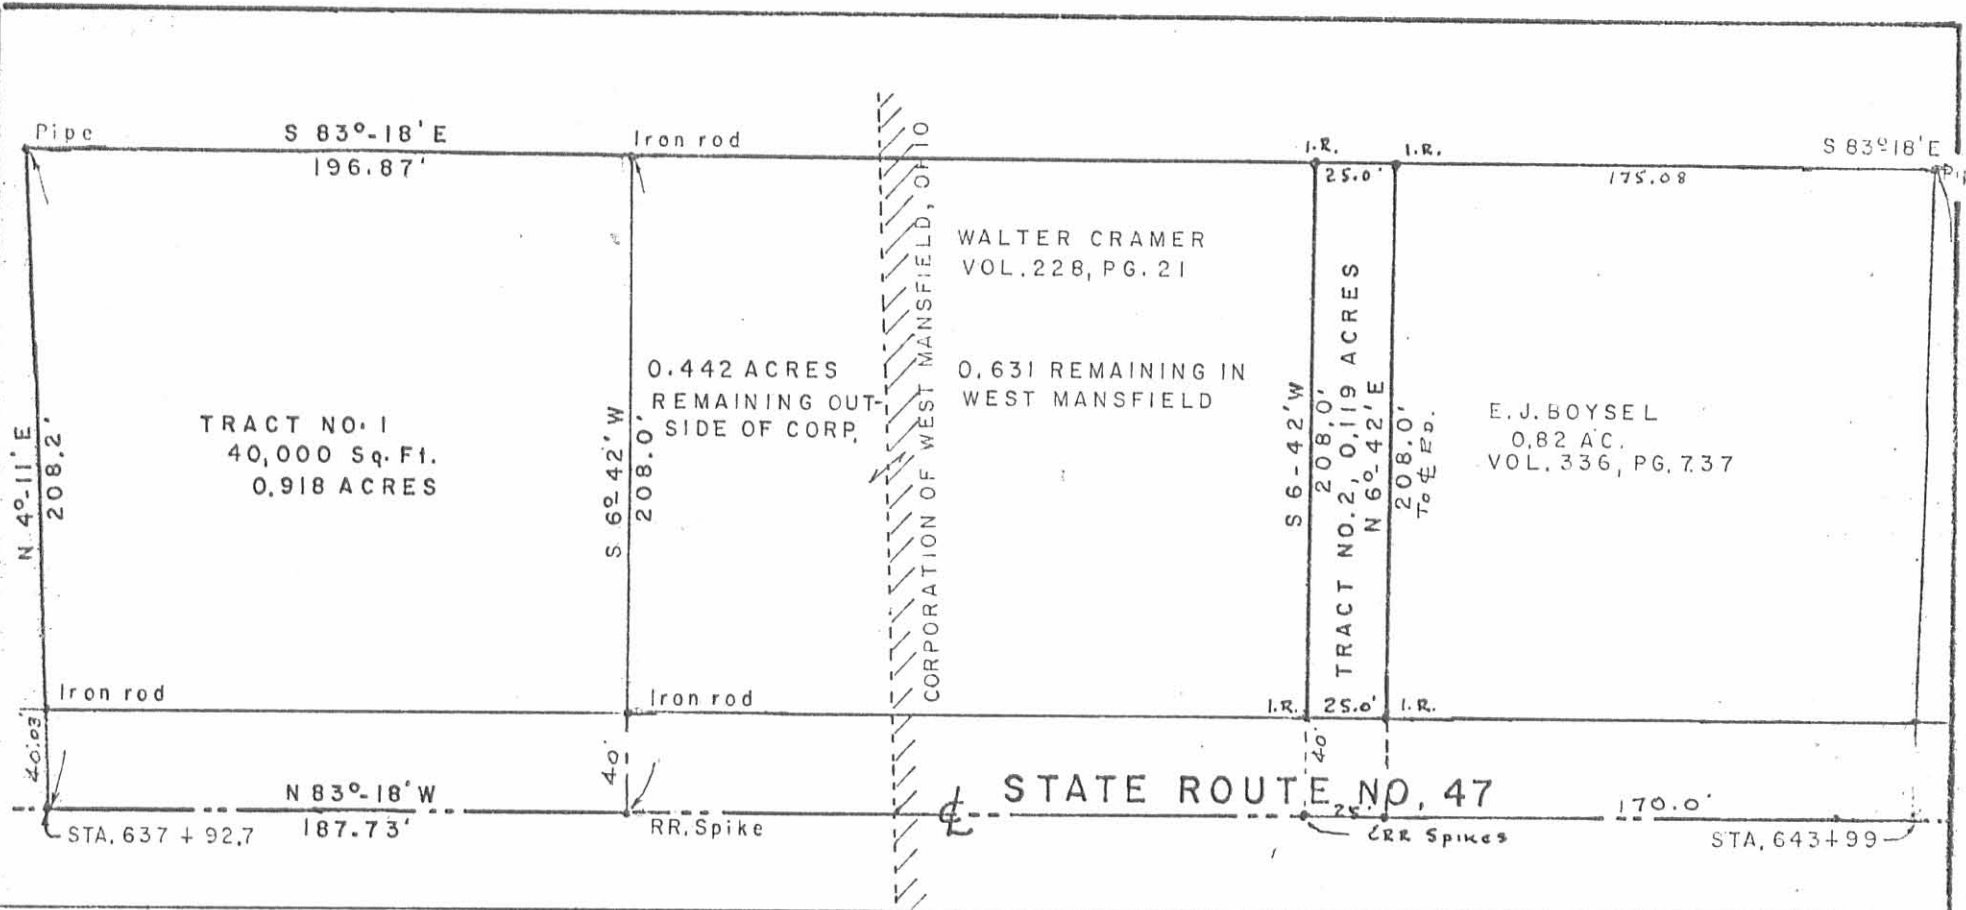 Pipe
S 83°-18' E
196.87'
Iron rod
I.R.
25.0'
I.R.
S 83°18'E
175.08
N 4°-11' E
208.2'
TRACT NO. 1
40,000 Sq. Ft.
0.918 ACRES
S 6°-42' W
208.0'
0.442 ACRES
REMAINING OUT-
SIDE OF CORP.
CORPORATION OF WEST MANSFIELD, OHIO
WALTER CRAMER
VOL. 228, PG. 21
0.631 REMAINING IN
WEST MANSFIELD
S 6-42' W
208.0'
TRACT NO. 2, 0.119 ACRES
N 6°-42' E
208.0'
To ℄ RD.
E. J. BOYSEL
0.82 AC.
VOL. 336, PG. 737
Iron rod
Iron rod
I.R.
25.0'
I.R.
40.03'
40'
40'
N 83°-18' W
187.73'
℄ STATE ROUTE NO. 47
25'
170.0'
STA. 637 + 92.7
RR. Spike
RR Spikes
STA. 643+99